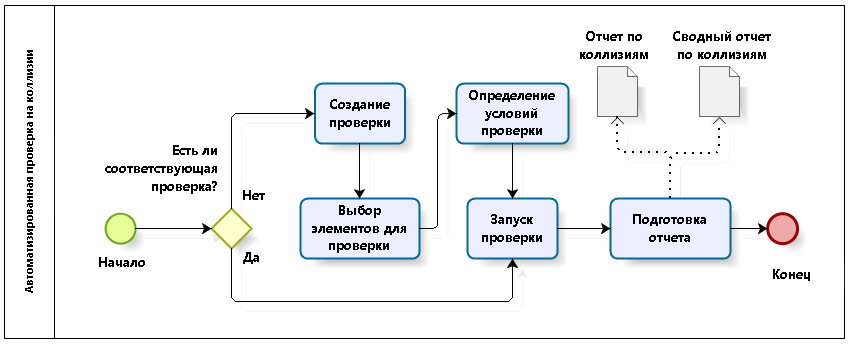 Автоматизированная проверка на коллизии
Начало
Есть ли
соответствующая
проверка?
Нет
Да
Создание
проверки
Выбор
элементов для
проверки
Определение
условий
проверки
Запуск
проверки
Подготовка
отчета
Отчет по
коллизиям
Сводный отчет
по коллизиям
Конец